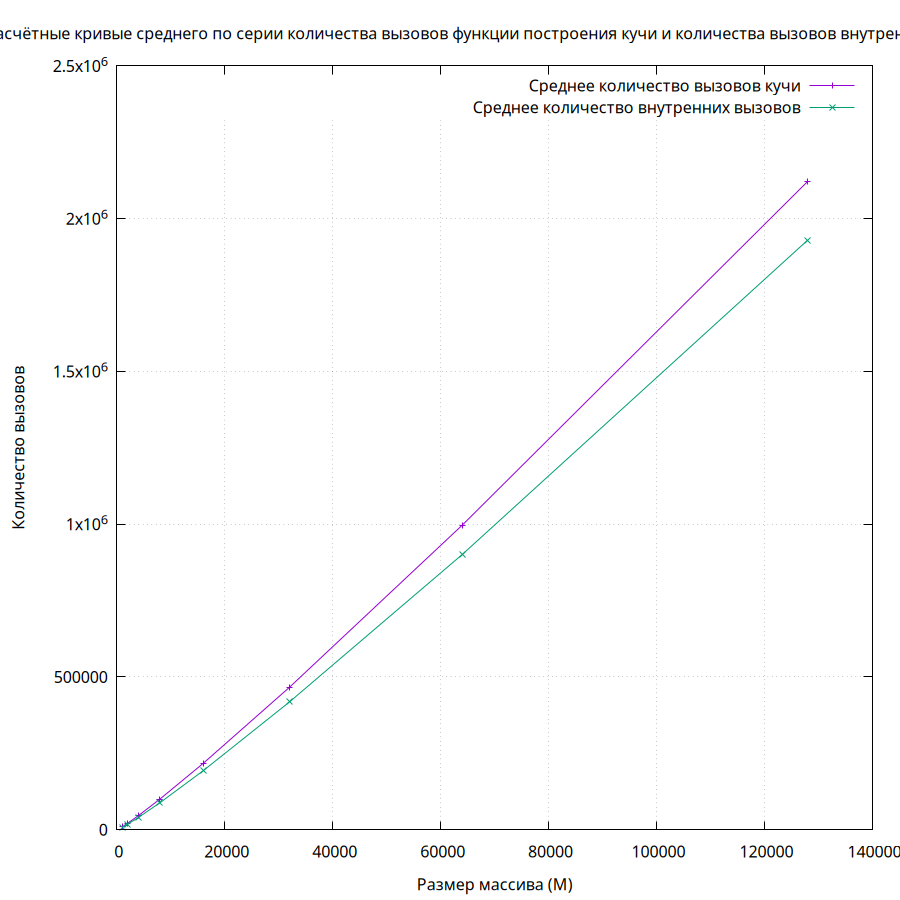 асчётные кривые среднего по серии количества вызовов функции построения кучи и количества вызовов внутрен
2.5x10⁶
Среднее количество вызовов кучи
Среднее количество внутренних вызовов
2x10⁶
1.5x10⁶
Количество вызовов
1x10⁶
500000
0
0 20000 40000 60000 80000 100000 120000 140000
Размер массива (М)